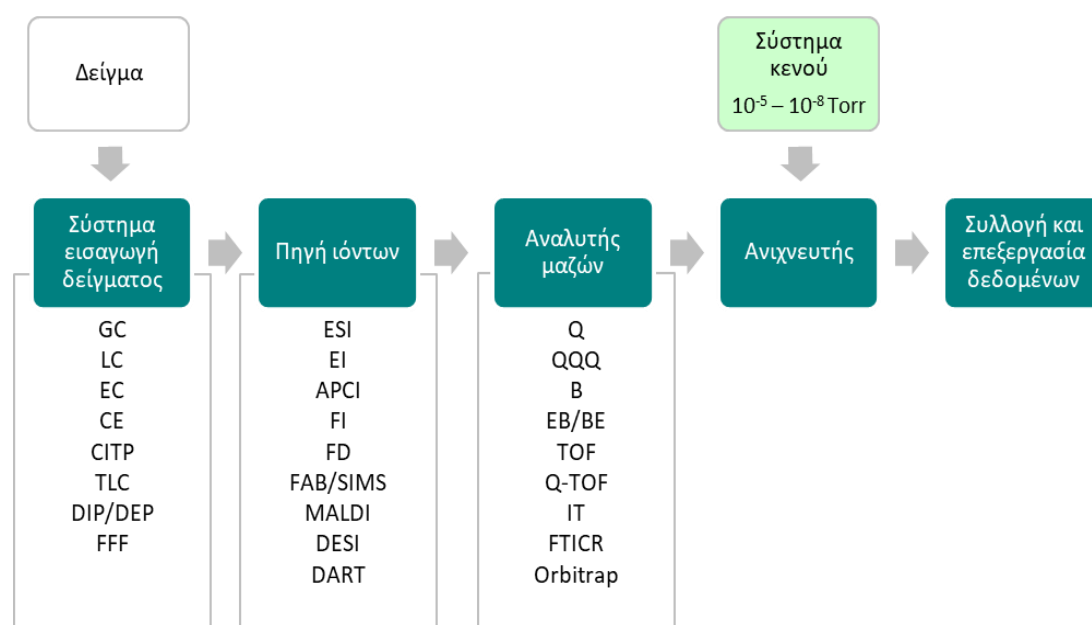 Δείγμα
Σύστημα
κενού
10⁻⁵ – 10⁻⁸ Torr
Σύστημα
εισαγωγή
δείγματος
Πηγή ιόντων
Αναλυτής
μαζών
Ανιχνευτής
Συλλογή και
επεξεργασία
δεδομένων
GC
LC
EC
CE
CITP
TLC
DIP/DEP
FFF
ESI
EI
APCI
FI
FD
FAB/SIMS
MALDI
DESI
DART
Q
QQQ
B
EB/BE
TOF
Q-TOF
IT
FTICR
Orbitrap